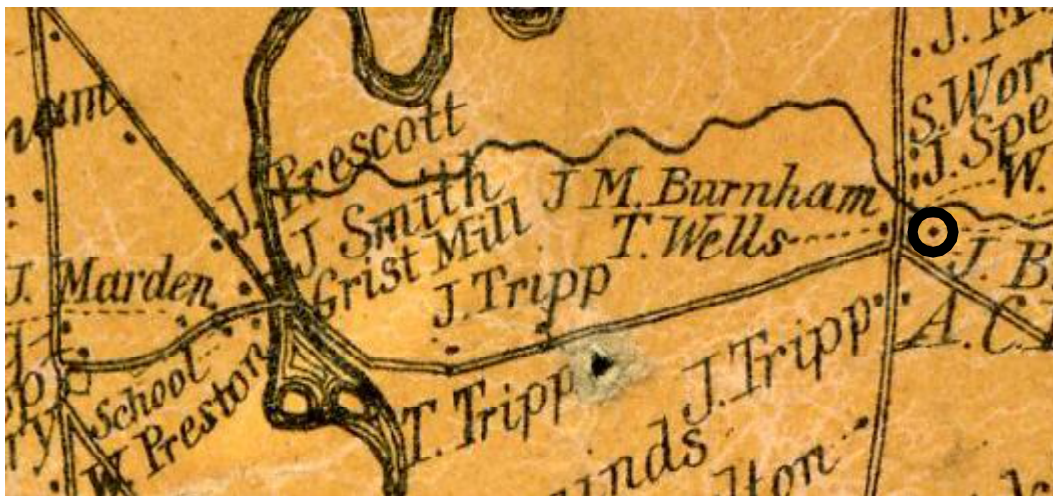 J. M
S. Wor
J. Spe
W.
J. Prescott
J. Smith
Grist Mill
J M. Burnham
T. Wells
J. Marden
J. Tripp
J. B
A. C.
School
W. Preston
T. Tripp
J. Tripp